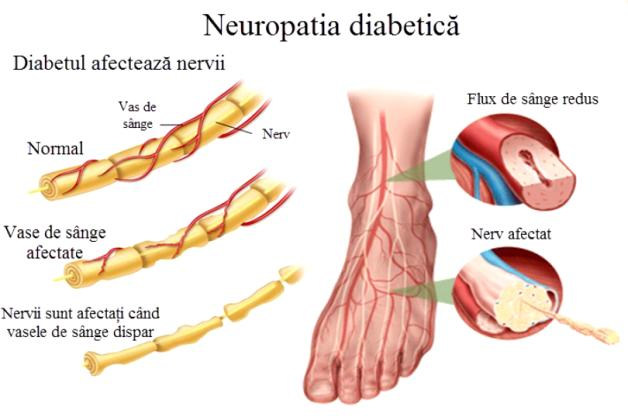 Neuropatia diabetică
Diabetul afectează nervii
Vas de
sânge
Nerv
Normal
Vase de sânge
afectate
Nervii sunt afectați când
vasele de sânge dispar
Flux de sânge redus
Nerv afectat